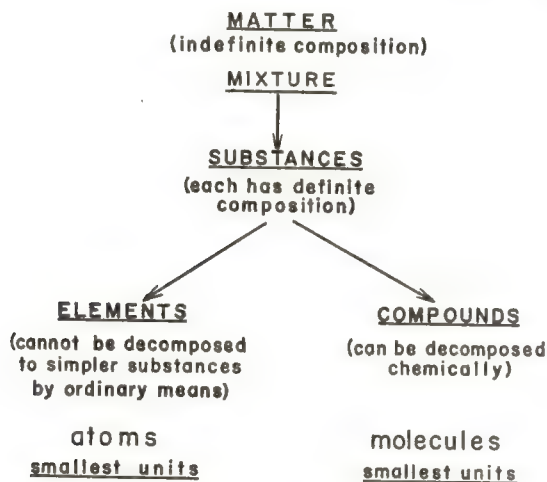 MATTER
(indefinite composition)
MIXTURE
SUBSTANCES
(each has definite
composition)
ELEMENTS
(cannot be decomposed
to simpler substances
by ordinary means)
atoms
smallest units
COMPOUNDS
(can be decomposed
chemically)
molecules
smallest units